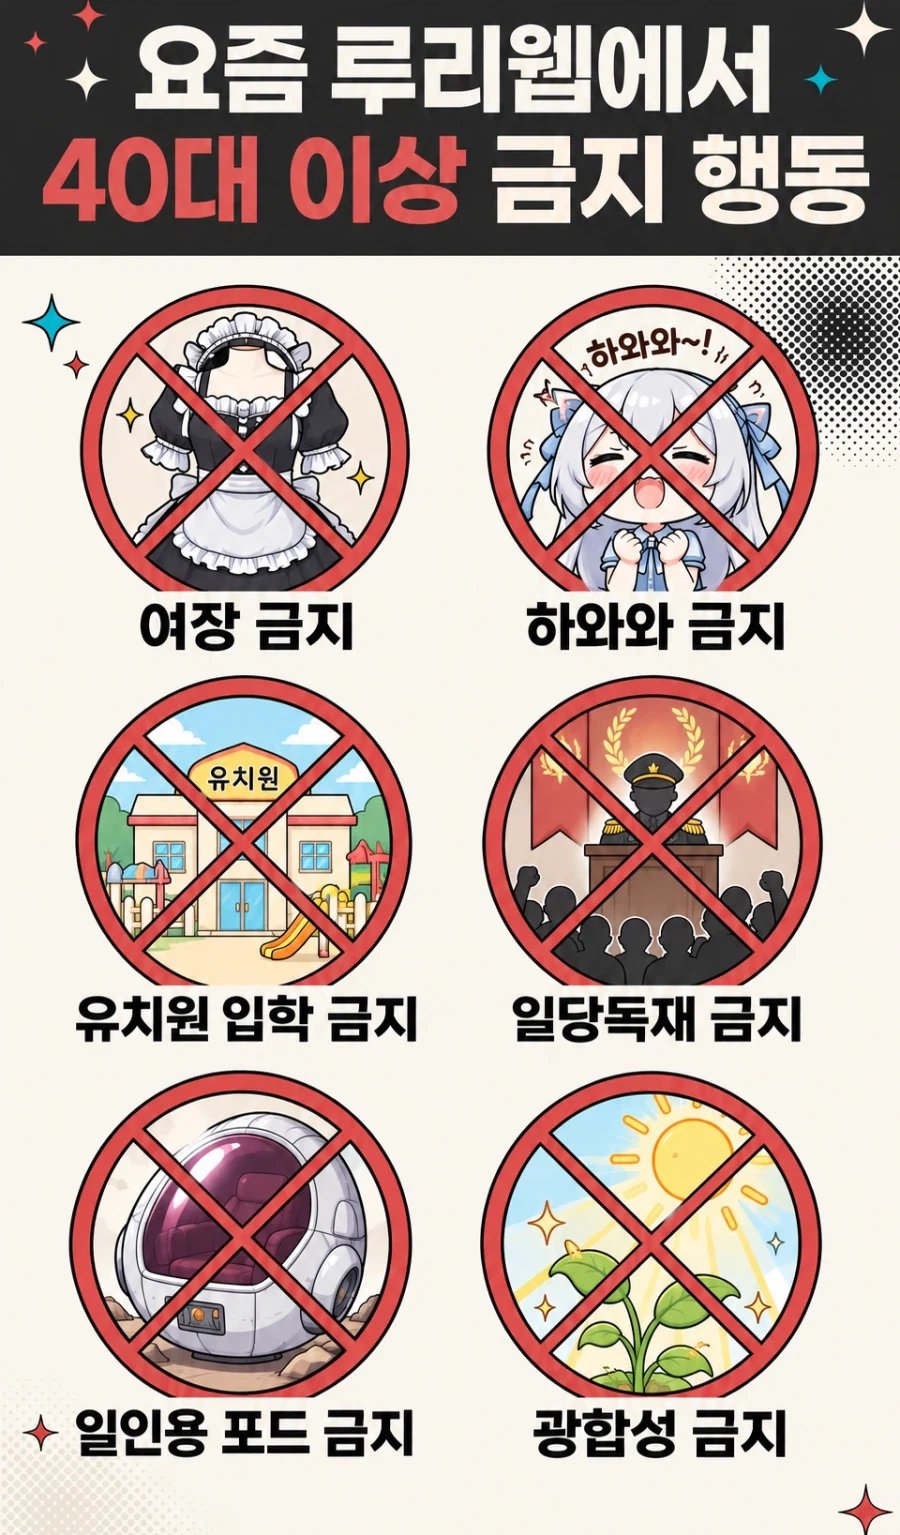 요즘 루리웹에서
40대 이상 금지 행동
하와와~!
여장 금지
하와와 금지
유치원
유치원 입학 금지
일당독재 금지
일인용 포드 금지
광합성 금지